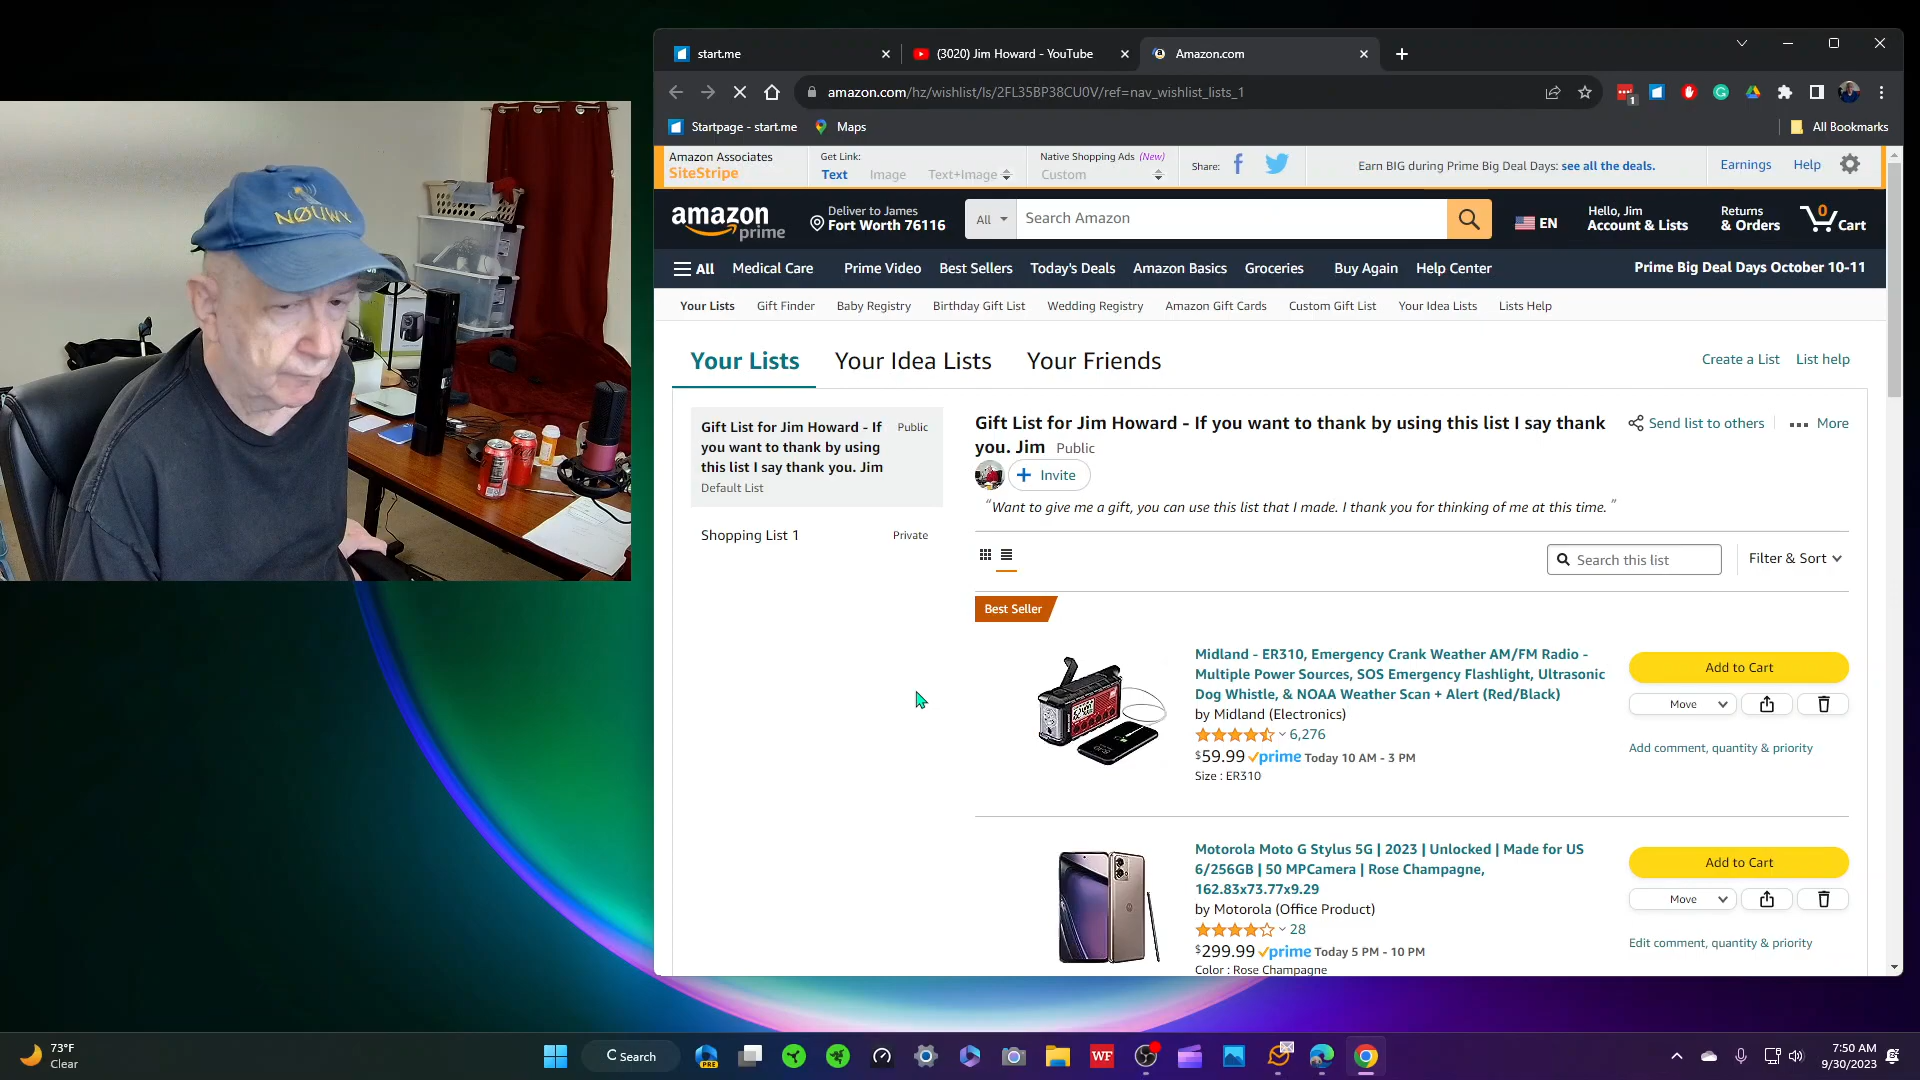 start.me
(3020) Jim Howard - YouTube
Amazon.com
amazon.com/hz/wishlist/ls/2FL35BP38CU0V/ref=nav_wishlist_lists_1
1
Startpage - start.me
Maps
All Bookmarks
Amazon Associates
SiteStripe
Get Link:
Text
Image
Text+Image
Native Shopping Ads (New)
Custom
Share:
Earn BIG during Prime Big Deal Days: see all the deals.
Earnings
Help
amazon
prime
Deliver to James
Fort Worth 76116
All
Search Amazon
EN
Hello, Jim
Account & Lists
Returns
& Orders
0
Cart
All
Medical Care
Prime Video
Best Sellers
Today's Deals
Amazon Basics
Groceries
Buy Again
Help Center
Prime Big Deal Days October 10-11
Your Lists
Gift Finder
Baby Registry
Birthday Gift List
Wedding Registry
Amazon Gift Cards
Custom Gift List
Your Idea Lists
Lists Help
Your Lists
Your Idea Lists
Your Friends
Create a List
List help
Gift List for Jim Howard - If
you want to thank by using
this list I say thank you. Jim
Public
Default List
Shopping List 1
Private
Gift List for Jim Howard - If you want to thank by using this list I say thank
you. Jim Public
Send list to others
More
Invite
"Want to give me a gift, you can use this list that I made. I thank you for thinking of me at this time."
Search this list
Filter & Sort
Best Seller
Midland - ER310, Emergency Crank Weather AM/FM Radio -
Multiple Power Sources, SOS Emergency Flashlight, Ultrasonic
Dog Whistle, & NOAA Weather Scan + Alert (Red/Black)
by Midland (Electronics)
6,276
$59.99 prime Today 10 AM - 3 PM
Size : ER310
Add to Cart
Move
Add comment, quantity & priority
Motorola Moto G Stylus 5G | 2023 | Unlocked | Made for US
6/256GB | 50 MPCamera | Rose Champagne,
162.83x73.77x9.29
by Motorola (Office Product)
28
$299.99 prime Today 5 PM - 10 PM
Color : Rose Champagne
Add to Cart
Move
Edit comment, quantity & priority
NØUWY
73°F
Clear
Search
PRE
WF
7:50 AM
9/30/2023